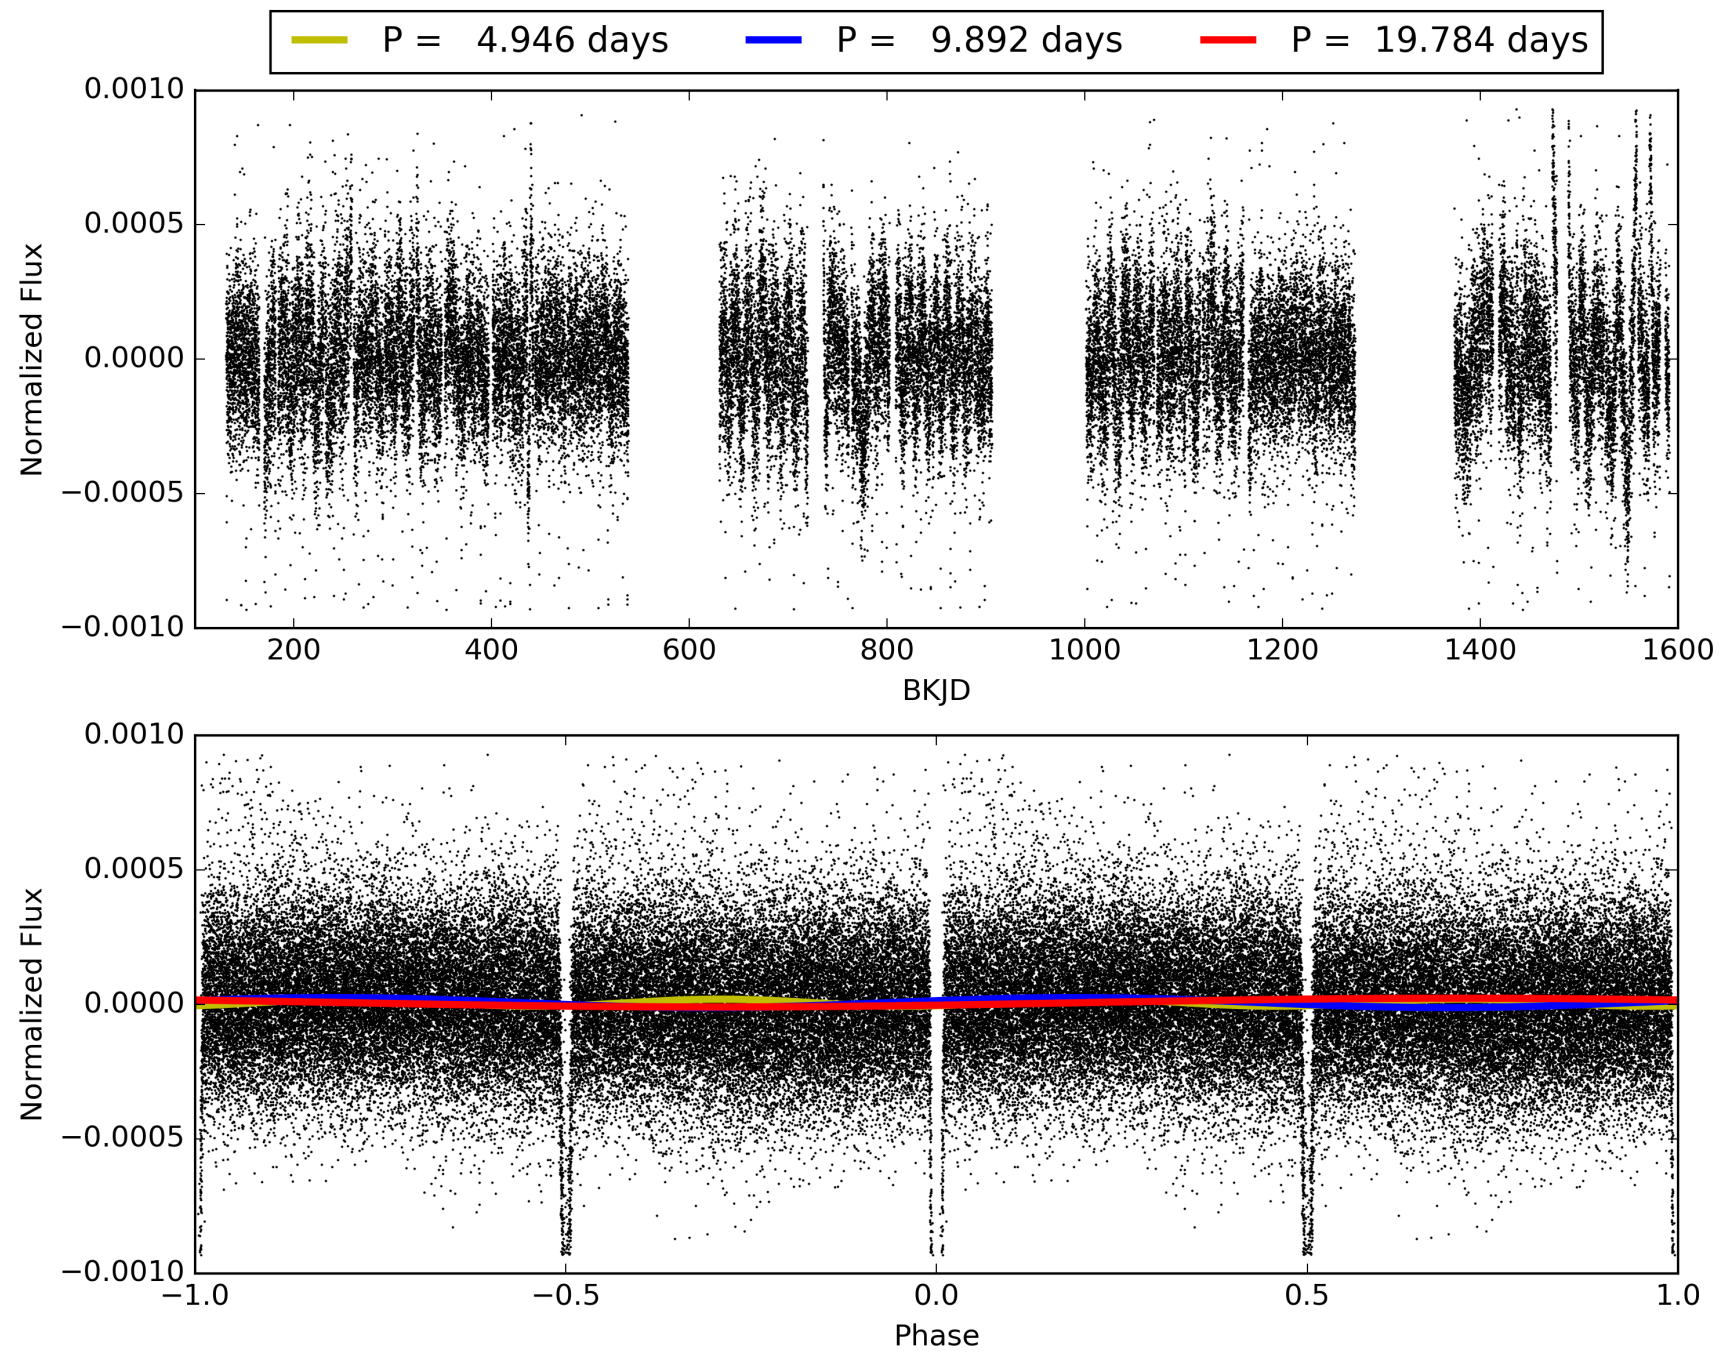 P = 4.946 days P = 9.892 days P = 19.784 days
0.0010
0.0005
0.0000
−0.0005
−0.0010
Normalized Flux
200 400 600 800 1000 1200 1400 1600
BKJD
0.0010
0.0005
0.0000
−0.0005
−0.0010
Normalized Flux
−1.0 −0.5 0.0 0.5 1.0
Phase